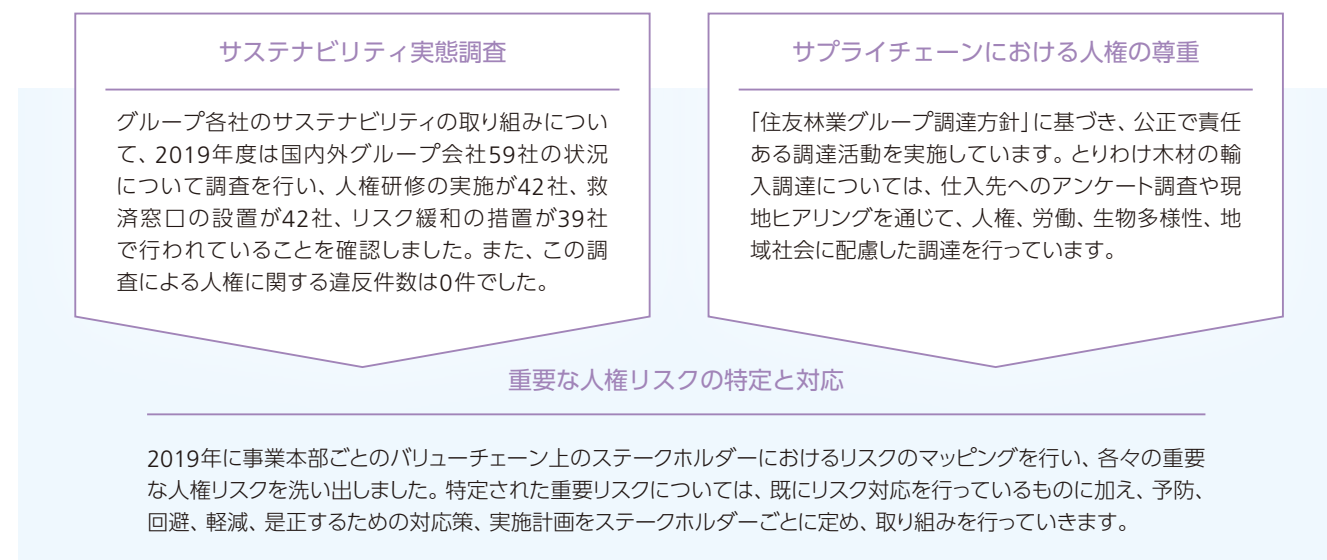 サステナビリティ実態調査
グループ各社のサステナビリティの取り組みについ
て、2019年度は国内外グループ会社59社の状況
について調査を行い、人権研修の実施が42社、救
済窓口の設置が42社、リスク緩和の措置が39社
で行われていることを確認しました。また、この調
査による人権に関する違反件数は0件でした。
サプライチェーンにおける人権の尊重
「住友林業グループ調達方針」に基づき、公正で責任
ある調達活動を実施しています。とりわけ木材の輸
入調達については、仕入先へのアンケート調査や現
地ヒアリングを通じて、人権、労働、生物多様性、地
域社会に配慮した調達を行っています。
重要な人権リスクの特定と対応
2019年に事業本部ごとのバリューチェーン上のステークホルダーにおけるリスクのマッピングを行い、各々の重要
な人権リスクを洗い出しました。特定された重要リスクについては、既にリスク対応を行っているものに加え、予防、
回避、軽減、是正するための対応策、実施計画をステークホルダーごとに定め、取り組みを行っていきます。